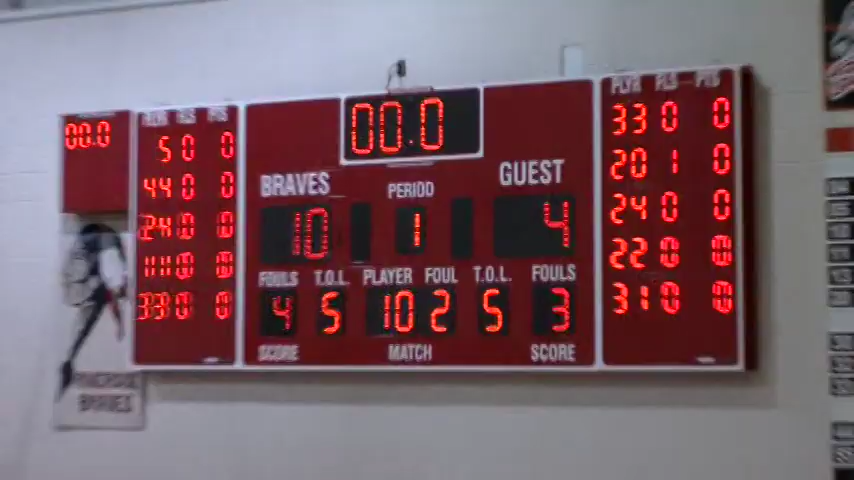 00.0
PLYR FLS PTS
5 0 0
44 0 0
24 0 0
11 0 0
33 0 0
00.0
BRAVES PERIOD GUEST
10 1 4
FOULS T.O.L. PLAYER FOUL T.O.L. FOULS
4 5 10 2 5 3
SCORE MATCH SCORE
PLYR FLS PTS
33 0 0
20 1 0
24 0 0
22 0 0
31 0 0
BRAVES